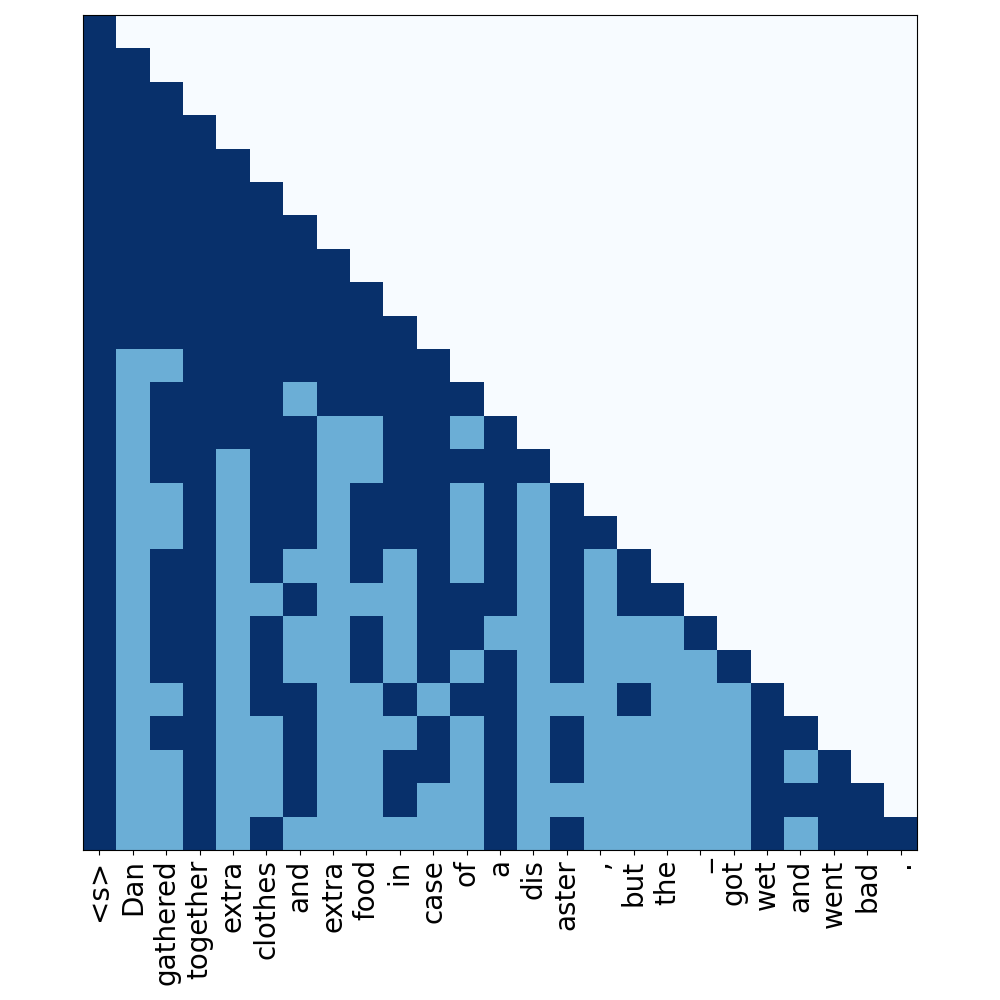 <s> Dan gathered together extra clothes and extra food in case of a dis aster , but the _ got wet and went bad .